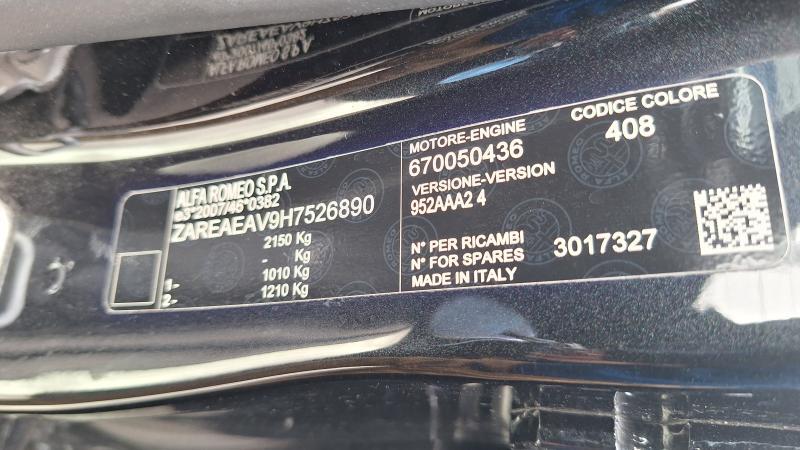 ALFA ROMEO S.P.A.
e3*2007/46*0382
ZAREAEAV9H7526890
2150 Kg
- Kg
1- 1010 Kg
2- 1210 Kg
MOTORE-ENGINE
670050436
VERSIONE-VERSION
952AAA2 4
CODICE COLORE
408
N° PER RICAMBI
N° FOR SPARES
3017327
MADE IN ITALY